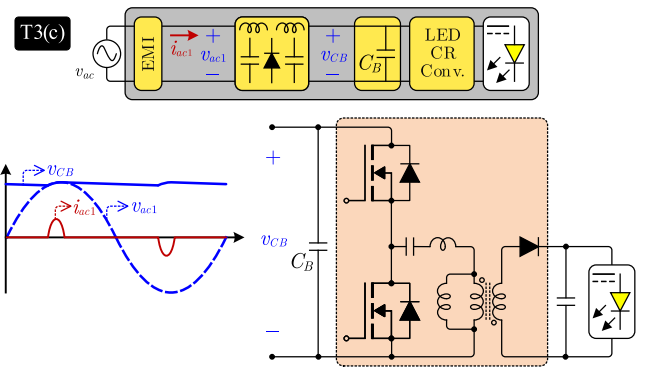 T3(c)
v_ac
EMI
i_ac1
+
v_ac1
−
+
v_CB
−
C_B
LED
CR
Conv.
v_CB
i_ac1
v_ac1
+
v_CB
−
C_B